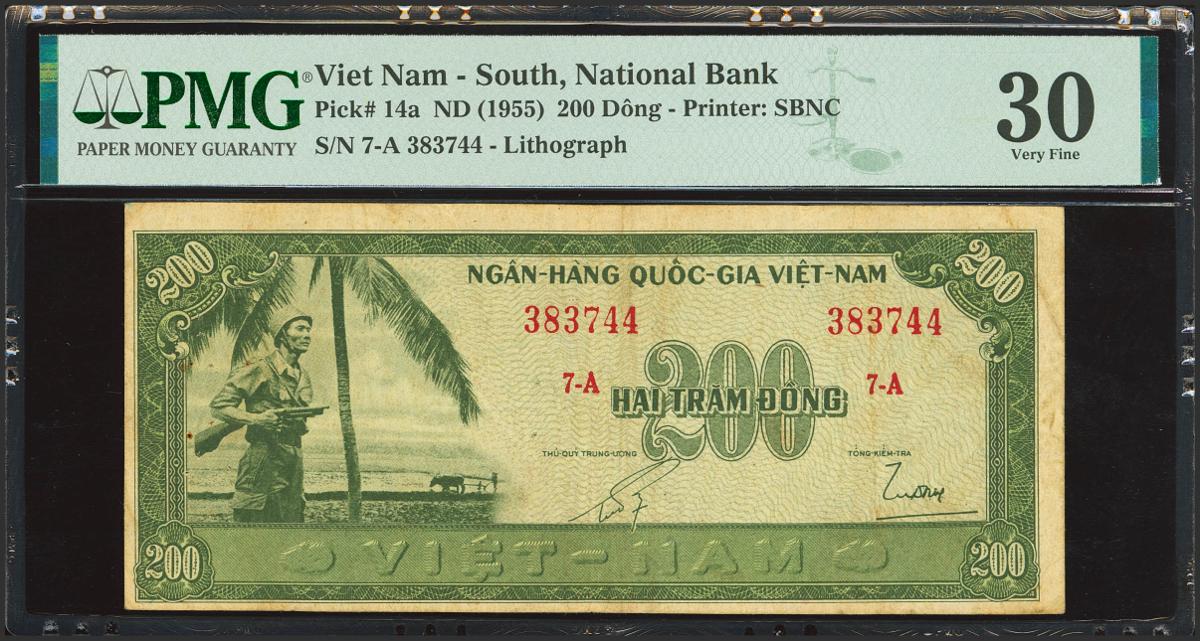 PMG®
PAPER MONEY GUARANTY
Viet Nam - South, National Bank
Pick# 14a ND (1955) 200 Dông - Printer: SBNC
S/N 7-A 383744 - Lithograph
30
Very Fine
200
200
NGÂN-HÀNG QUỐC-GIA VIỆT-NAM
383744
383744
7-A
200
7-A
HAI TRĂM ĐỒNG
THỦ-QUỸ TRUNG-ƯƠNG
TỔNG-KIỂM-TRA
200
VIỆT-NAM
200